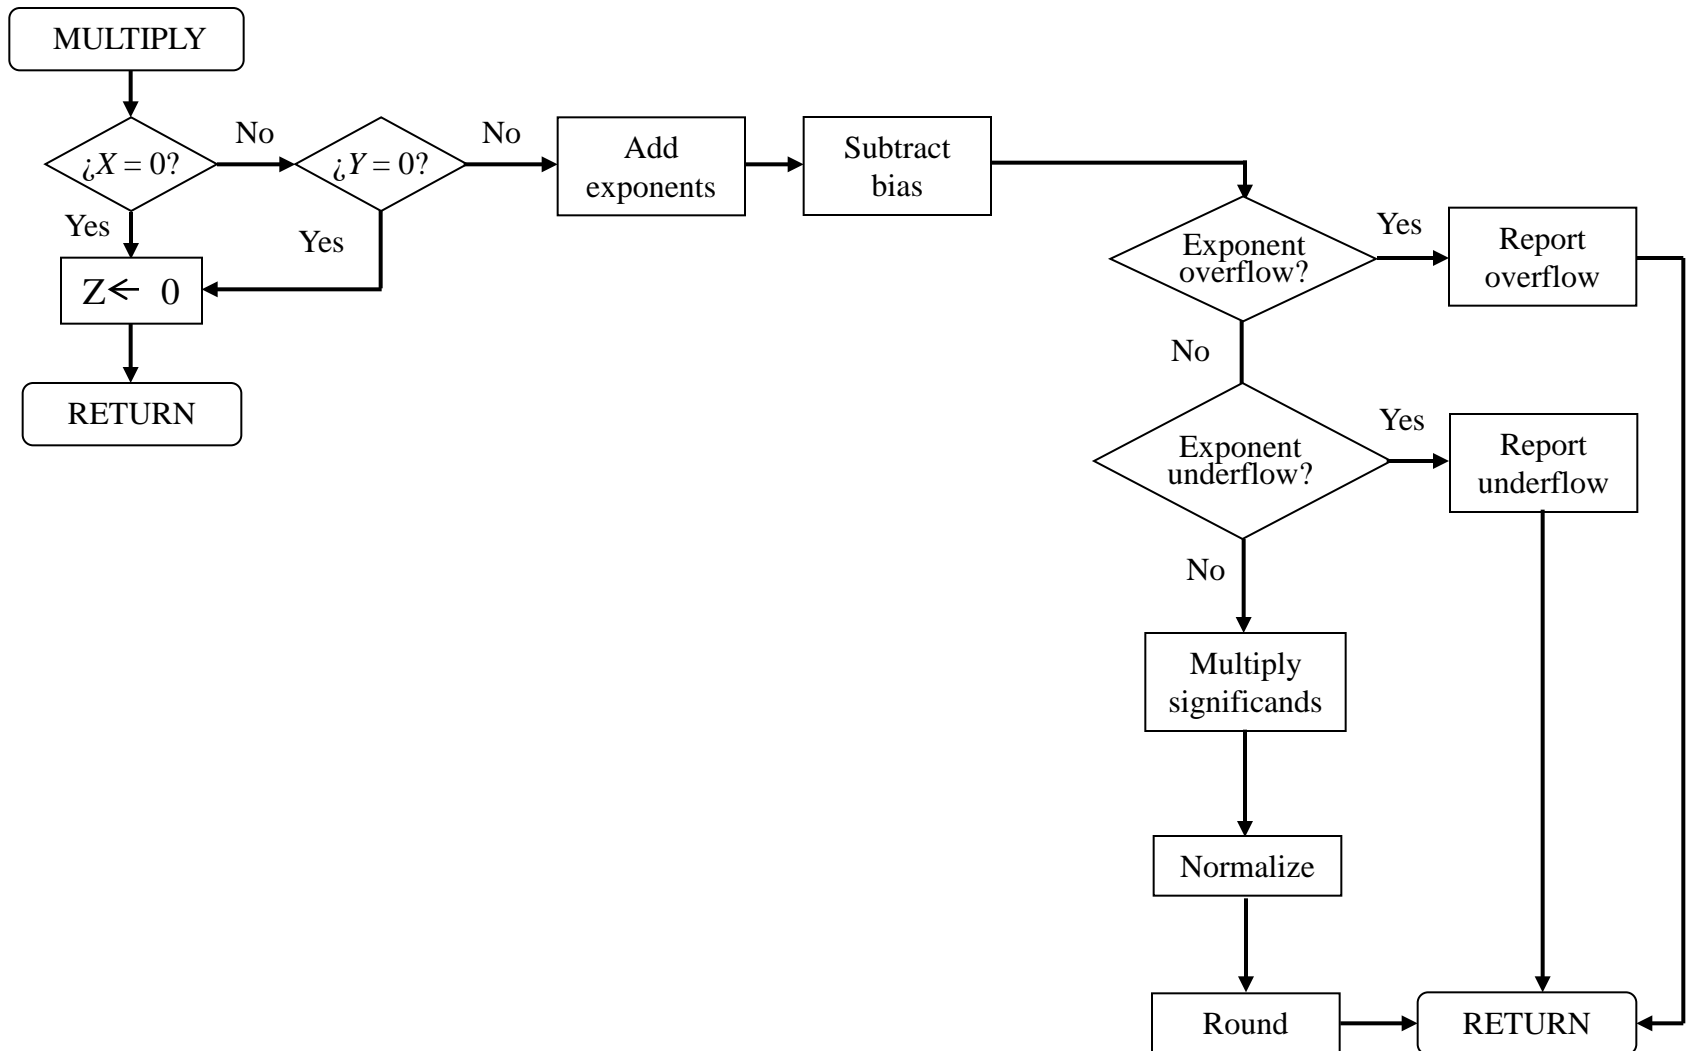 MULTIPLY
¿X = 0?
No
¿Y = 0?
No
Add
exponents
Subtract
bias
Yes
Yes
Z← 0
RETURN
Exponent
overflow?
Yes
Report
overflow
No
Exponent
underflow?
Yes
Report
underflow
No
Multiply
significands
Normalize
Round
RETURN